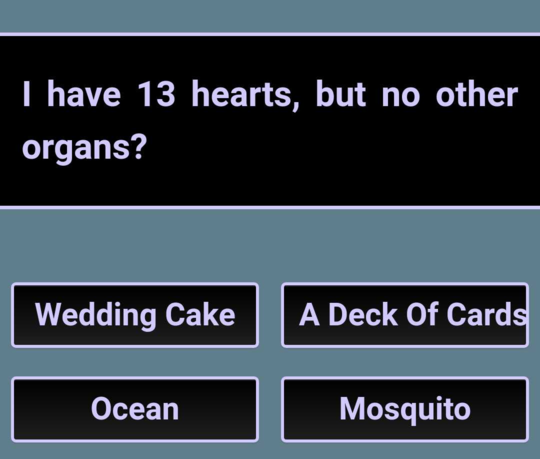 I have 13 hearts, but no other
organs?
Wedding Cake
A Deck Of Cards
Ocean
Mosquito